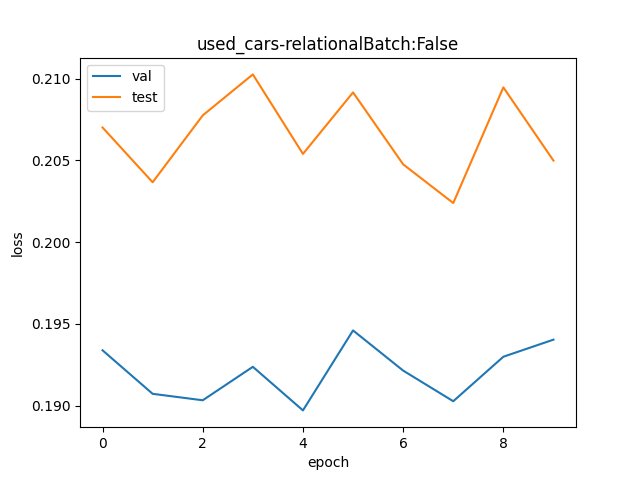 used_cars-relationalBatch:False
val
test
loss
0.210
0.205
0.200
0.195
0.190
0 2 4 6 8
epoch